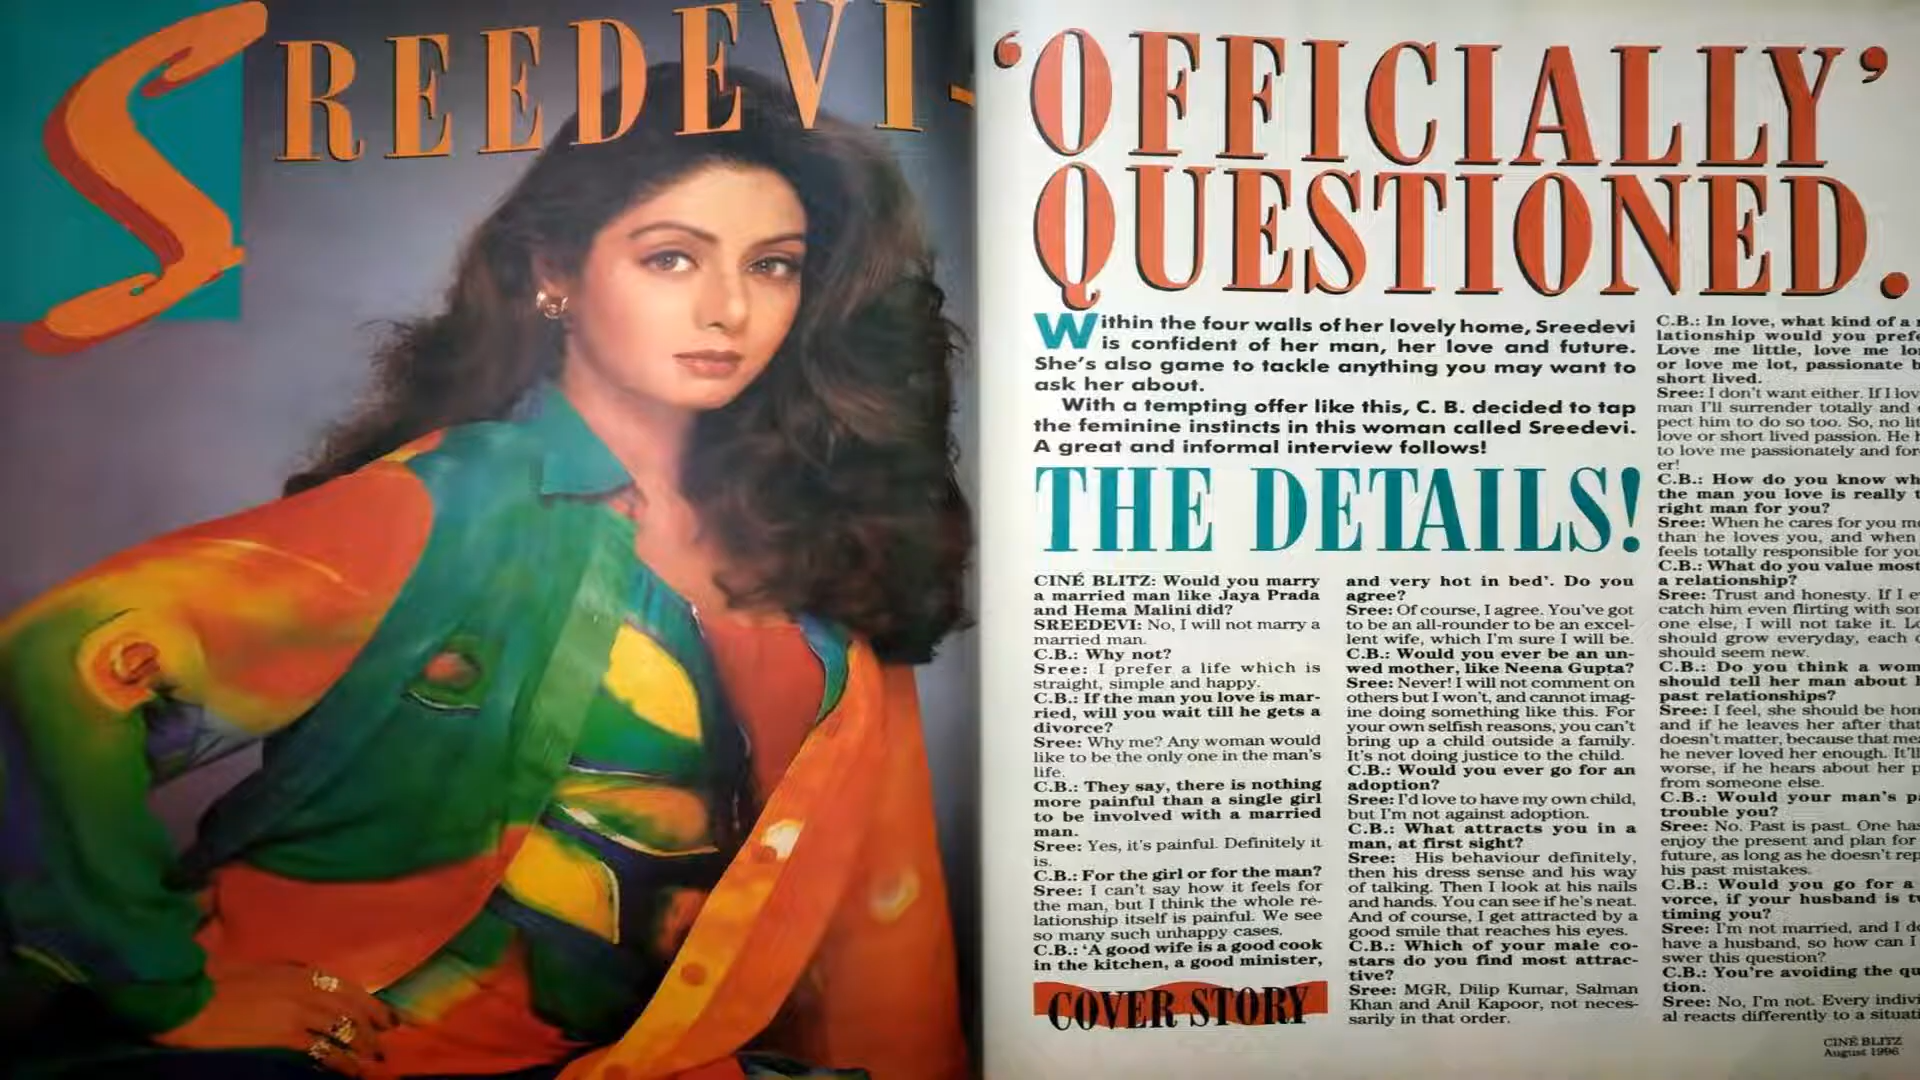 SREEDEVI-
'OFFICIALLY'
QUESTIONED.
Within the four walls of her lovely home, Sreedevi
is confident of her man, her love and future.
She's also game to tackle anything you may want to
ask her about.
With a tempting offer like this, C. B. decided to tap
the feminine instincts in this woman called Sreedevi.
A great and informal interview follows!
THE DETAILS!
CINÉ BLITZ: Would you marry
a married man like Jaya Prada
and Hema Malini did?
SREEDEVI: No, I will not marry a
married man.
C.B.: Why not?
Sree: I prefer a life which is
straight, simple and happy.
C.B.: If the man you love is mar-
ried, will you wait till he gets a
divorce?
Sree: Why me? Any woman would
like to be the only one in the man's
life.
C.B.: They say, there is nothing
more painful than a single girl
to be involved with a married
man.
Sree: Yes, it's painful. Definitely it
is.
C.B.: For the girl or for the man?
Sree: I can't say how it feels for
the man, but I think the whole re-
lationship itself is painful. We see
so many such unhappy cases.
C.B.: 'A good wife is a good cook
in the kitchen, a good minister,
COVER STORY
and very hot in bed'. Do you
agree?
Sree: Of course, I agree. You've got
to be an all-rounder to be an excel-
lent wife, which I'm sure I will be.
C.B.: Would you ever be an un-
wed mother, like Neena Gupta?
Sree: Never! I will not comment on
others but I won't, and cannot imag-
ine doing something like this. For
your own selfish reasons, you can't
bring up a child outside a family.
It's not doing justice to the child.
C.B.: Would you ever go for an
adoption?
Sree: I'd love to have my own child,
but I'm not against adoption.
C.B.: What attracts you in a
man, at first sight?
Sree: His behaviour definitely,
then his dress sense and his way
of talking. Then I look at his nails
and hands. You can see if he's neat.
And of course, I get attracted by a
good smile that reaches his eyes.
C.B.: Which of your male co-
stars do you find most attrac-
tive?
Sree: MGR, Dilip Kumar, Salman
Khan and Anil Kapoor, not neces-
sarily in that order.
C.B.: In love, what kind of a
lationship would you
Love me little, love me
or love me lot, passionate
short lived.
Sree: I don't want either. If I
man I'll surrender totally and
pect him to do so too. So, no
love or short lived passion. He
to love me passionately and
er!
C.B.: How do you know
the man you love is really
right man for you?
Sree: When he cares for you
than he loves you, and when
feels totally responsible for
C.B.: What do you value most
a relationship?
Sree: Trust and honesty. If I
catch him even flirting with
one else, I will not take it.
should grow everyday, each
should seem new.
C.B.: Do you think a
should tell her man about
past relationships?
Sree: I feel, she should be
and if he leaves her after that
doesn't matter, because that
he never loved her enough. It'll
worse, if he hears about her
from someone else.
C.B.: Would your man's
trouble you?
Sree: No. Past is past. One has
enjoy the present and plan for
future, as long as he doesn't
his past mistakes.
C.B.: Would you go for a
vorce, if your husband is
timing you?
Sree: I'm not married, and I
have a husband, so how can I
swer this question?
C.B.: You're avoiding the
tion.
Sree: No, I'm not. Every
al reacts differently to a
CINÉ BLITZ
August 1996